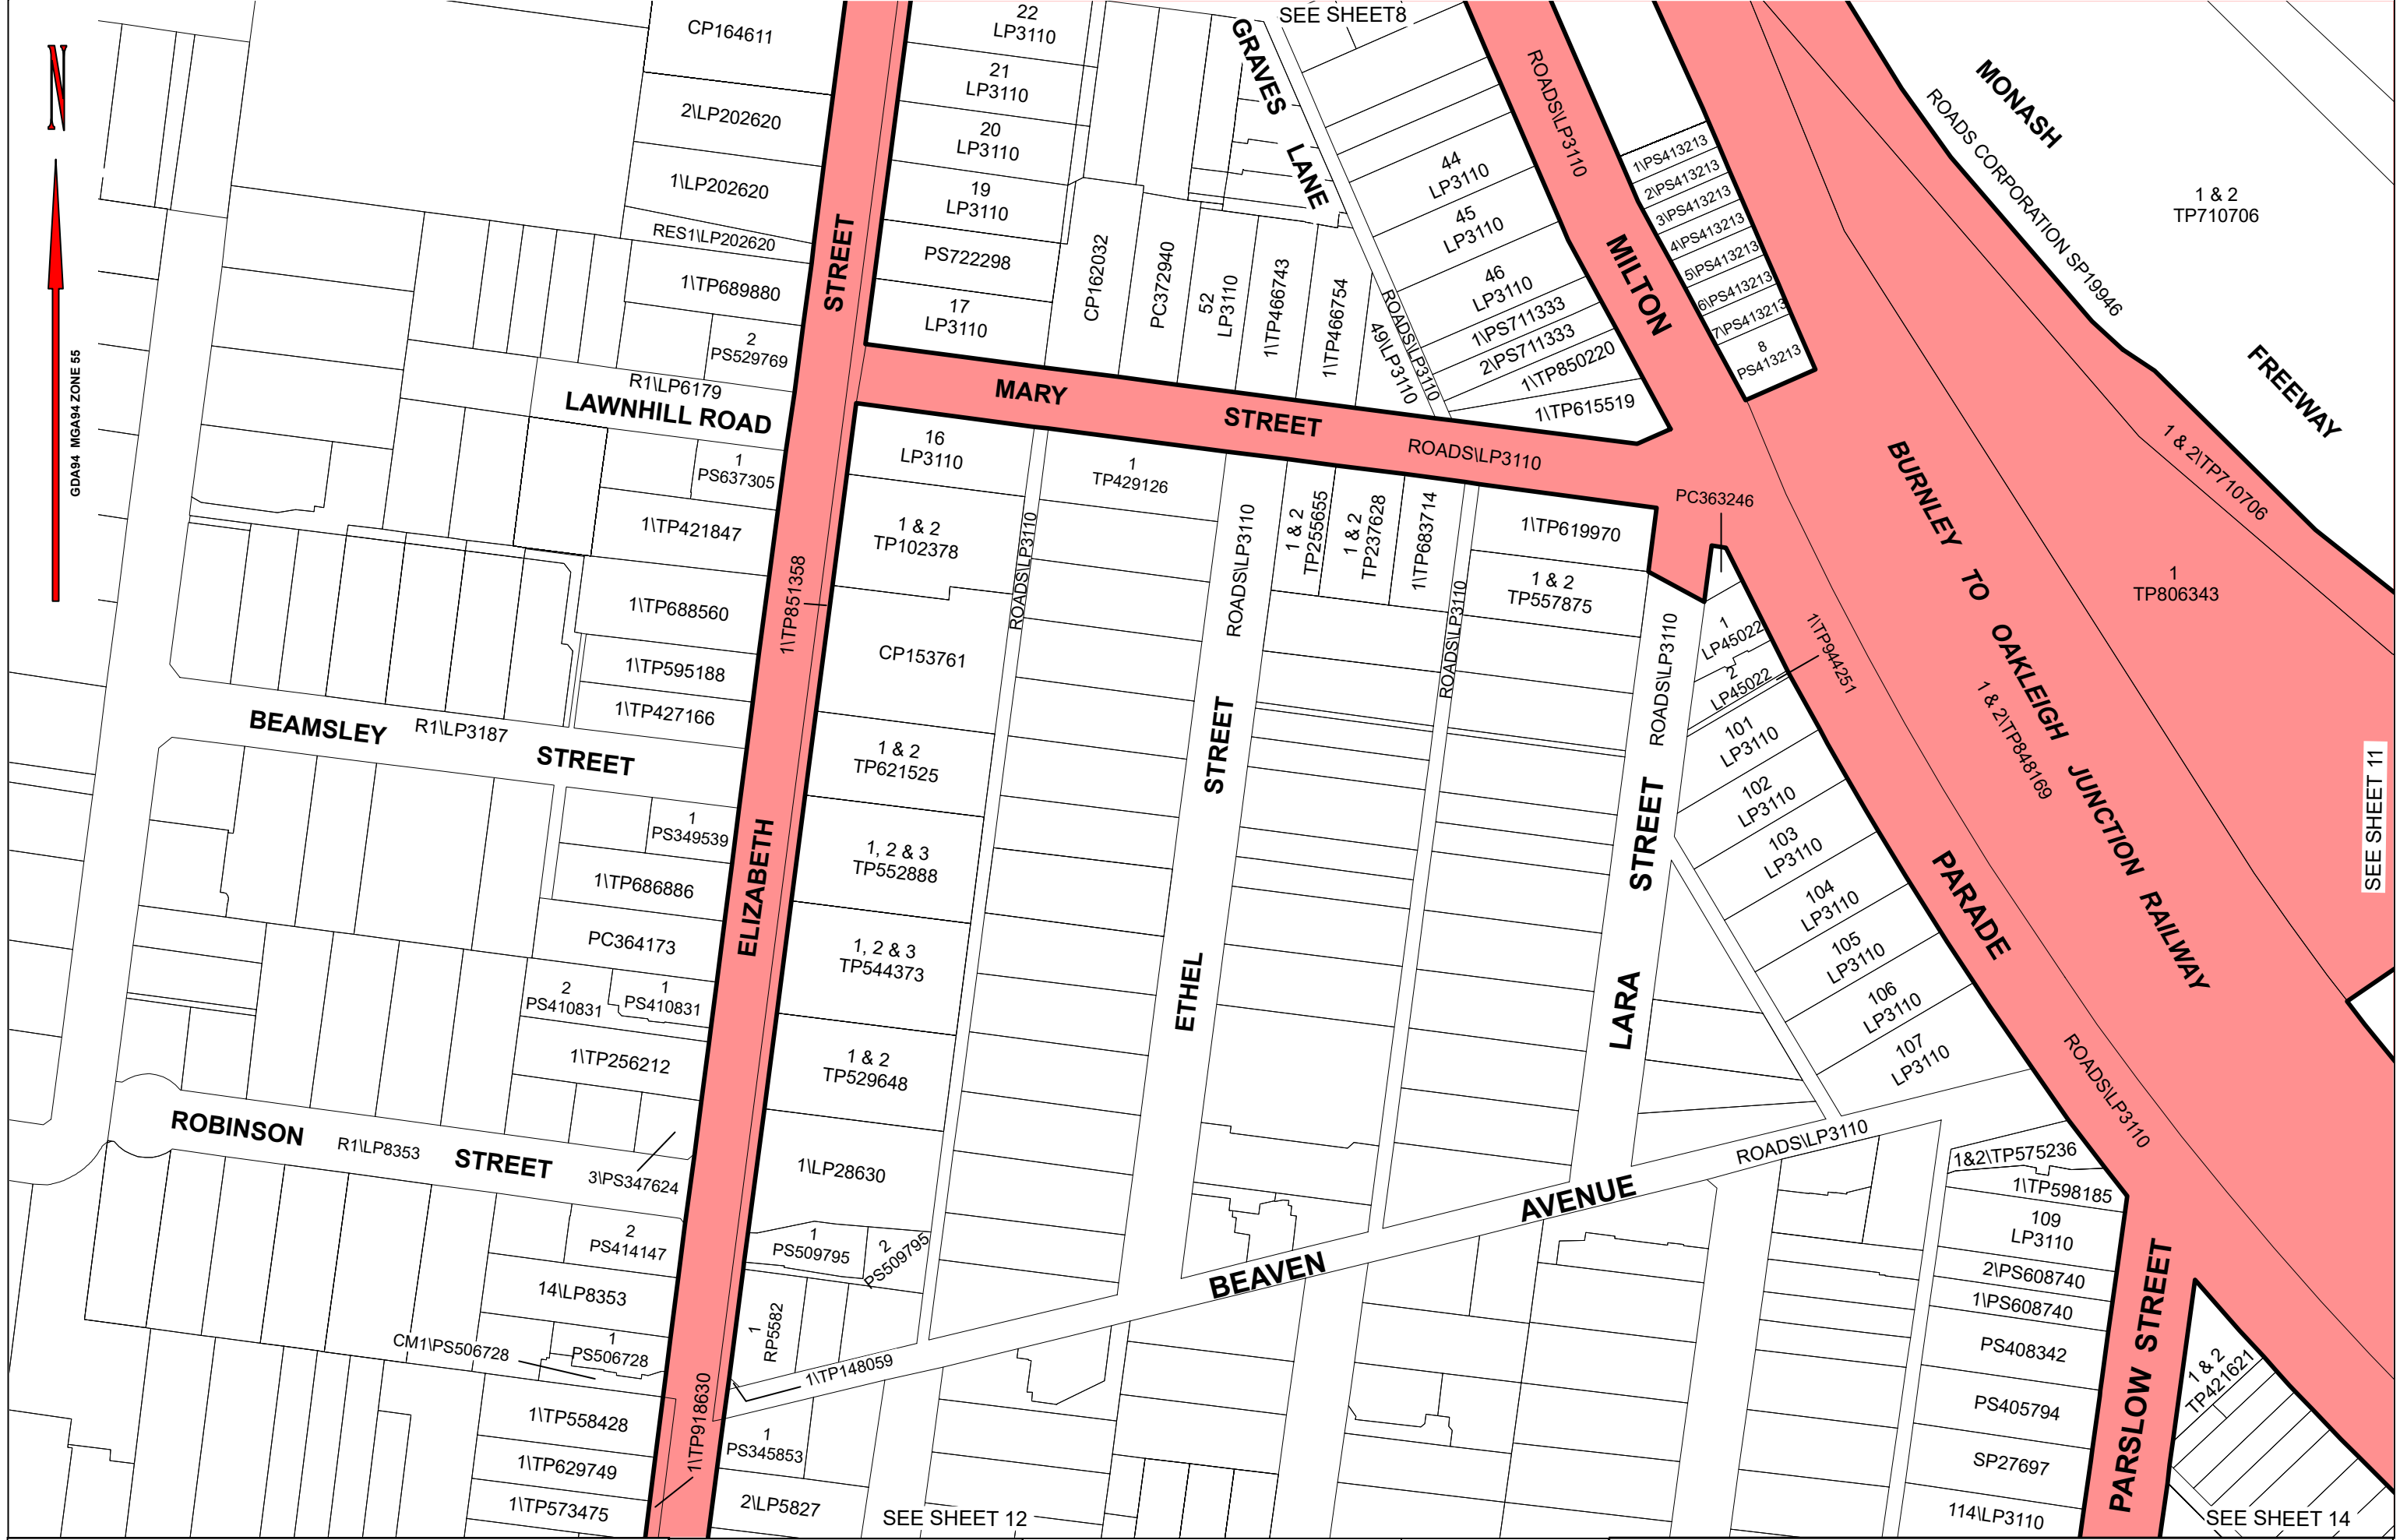 SEE SHEET8
N
GDA94 MGA94 ZONE 55
CP164611
2\LP202620
1\LP202620
RES1\LP202620
1\TP689880
2
PS529769
R1\LP6179
LAWNHILL ROAD
1
PS637305
1\TP421847
1\TP688560
1\TP595188
1\TP427166
BEAMSLEY
R1\LP3187
STREET
1
PS349539
1\TP686886
PC364173
2
PS410831
1
PS410831
1\TP256212
ROBINSON
R1\LP8353
STREET
3\PS347624
2
PS414147
14\LP8353
CM1\PS506728
1
PS506728
1\TP558428
1\TP629749
1\TP573475
STREET
1\TP851358
ELIZABETH
1\TP918630
22
LP3110
21
LP3110
20
LP3110
19
LP3110
PS722298
17
LP3110
CP162032
PC372940
52
LP3110
1\TP466743
1\TP466754
49\LP3110
ROADS\LP3110
GRAVES
LANE
44
LP3110
45
LP3110
46
LP3110
1\PS711333
2\PS711333
1\TP850220
1\TP615519
MARY
STREET
ROADS\LP3110
16
LP3110
1 & 2
TP102378
CP153761
1 & 2
TP621525
1, 2 & 3
TP552888
1, 2 & 3
TP544373
1 & 2
TP529648
1\LP28630
1
PS509795
2
PS509795
1
RP5582
1\TP148059
1
PS345853
2\LP5827
SEE SHEET 12
ROADS\LP3110
1
TP429126
ROADS\LP3110
STREET
ETHEL
1 & 2
TP255655
1 & 2
TP237628
1\TP683714
ROADS\LP3110
1\TP619970
1 & 2
TP557875
ROADS\LP3110
STREET
LARA
BEAVEN
AVENUE
ROADS\LP3110
ROADS\LP3110
MILTON
1\PS413213
2\PS413213
3\PS413213
4\PS413213
5\PS413213
6\PS413213
7\PS413213
8
PS413213
PC363246
1
LP45022
2
LP45022
1\TP944251
101
LP3110
102
LP3110
103
LP3110
104
LP3110
105
LP3110
106
LP3110
107
LP3110
PARADE
ROADS\LP3110
MONASH
FREEWAY
ROADS CORPORATION SP19946
1 & 2
TP710706
1 & 2\TP710706
1
TP806343
BURNLEY TO OAKLEIGH JUNCTION RAILWAY
1 & 2\TP848169
SEE SHEET 11
1&2\TP575236
1\TP598185
109
LP3110
2\PS608740
1\PS608740
PS408342
PS405794
SP27697
114\LP3110
PARSLOW STREET
1 & 2
TP421621
SEE SHEET 14